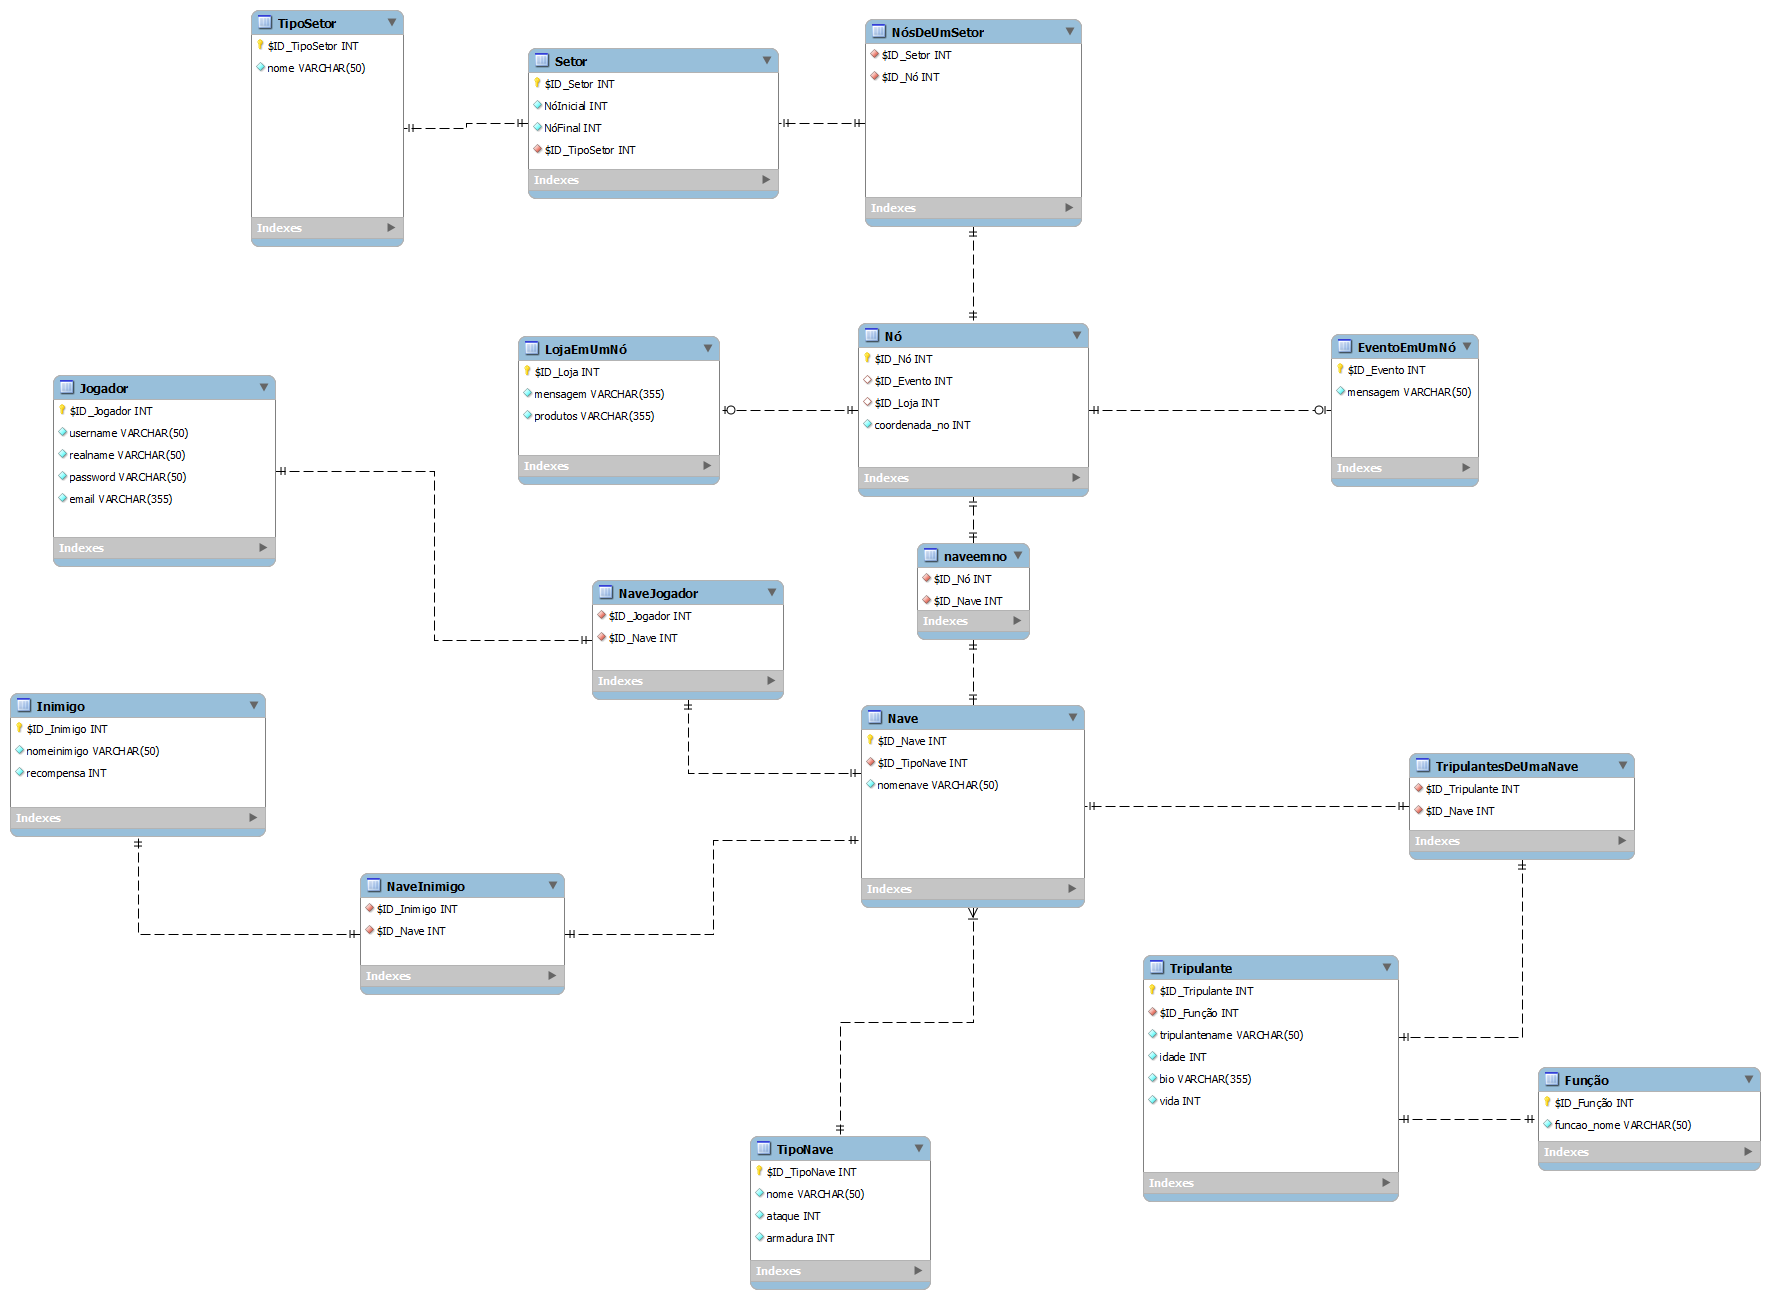 TipoSetor
$ID_TipoSetor INT
nome VARCHAR(50)
Indexes
Setor
$ID_Setor INT
NóInicial INT
NóFinal INT
$ID_TipoSetor INT
Indexes
NósDeUmSetor
$ID_Setor INT
$ID_Nó INT
Indexes
LojaEmUmNó
$ID_Loja INT
mensagem VARCHAR(355)
produtos VARCHAR(355)
Indexes
Nó
$ID_Nó INT
$ID_Evento INT
$ID_Loja INT
coordenada_no INT
Indexes
EventoEmUmNó
$ID_Evento INT
mensagem VARCHAR(50)
Indexes
Jogador
$ID_Jogador INT
username VARCHAR(50)
realname VARCHAR(50)
password VARCHAR(50)
email VARCHAR(355)
Indexes
naveemno
$ID_Nó INT
$ID_Nave INT
Indexes
NaveJogador
$ID_Jogador INT
$ID_Nave INT
Indexes
Inimigo
$ID_Inimigo INT
nomeinimigo VARCHAR(50)
recompensa INT
Indexes
Nave
$ID_Nave INT
$ID_TipoNave INT
nomenave VARCHAR(50)
Indexes
TripulantesDeUmaNave
$ID_Tripulante INT
$ID_Nave INT
Indexes
NaveInimigo
$ID_Inimigo INT
$ID_Nave INT
Indexes
Tripulante
$ID_Tripulante INT
$ID_Função INT
tripulantename VARCHAR(50)
idade INT
bio VARCHAR(355)
vida INT
Indexes
Função
$ID_Função INT
funcao_nome VARCHAR(50)
Indexes
TipoNave
$ID_TipoNave INT
nome VARCHAR(50)
ataque INT
armadura INT
Indexes